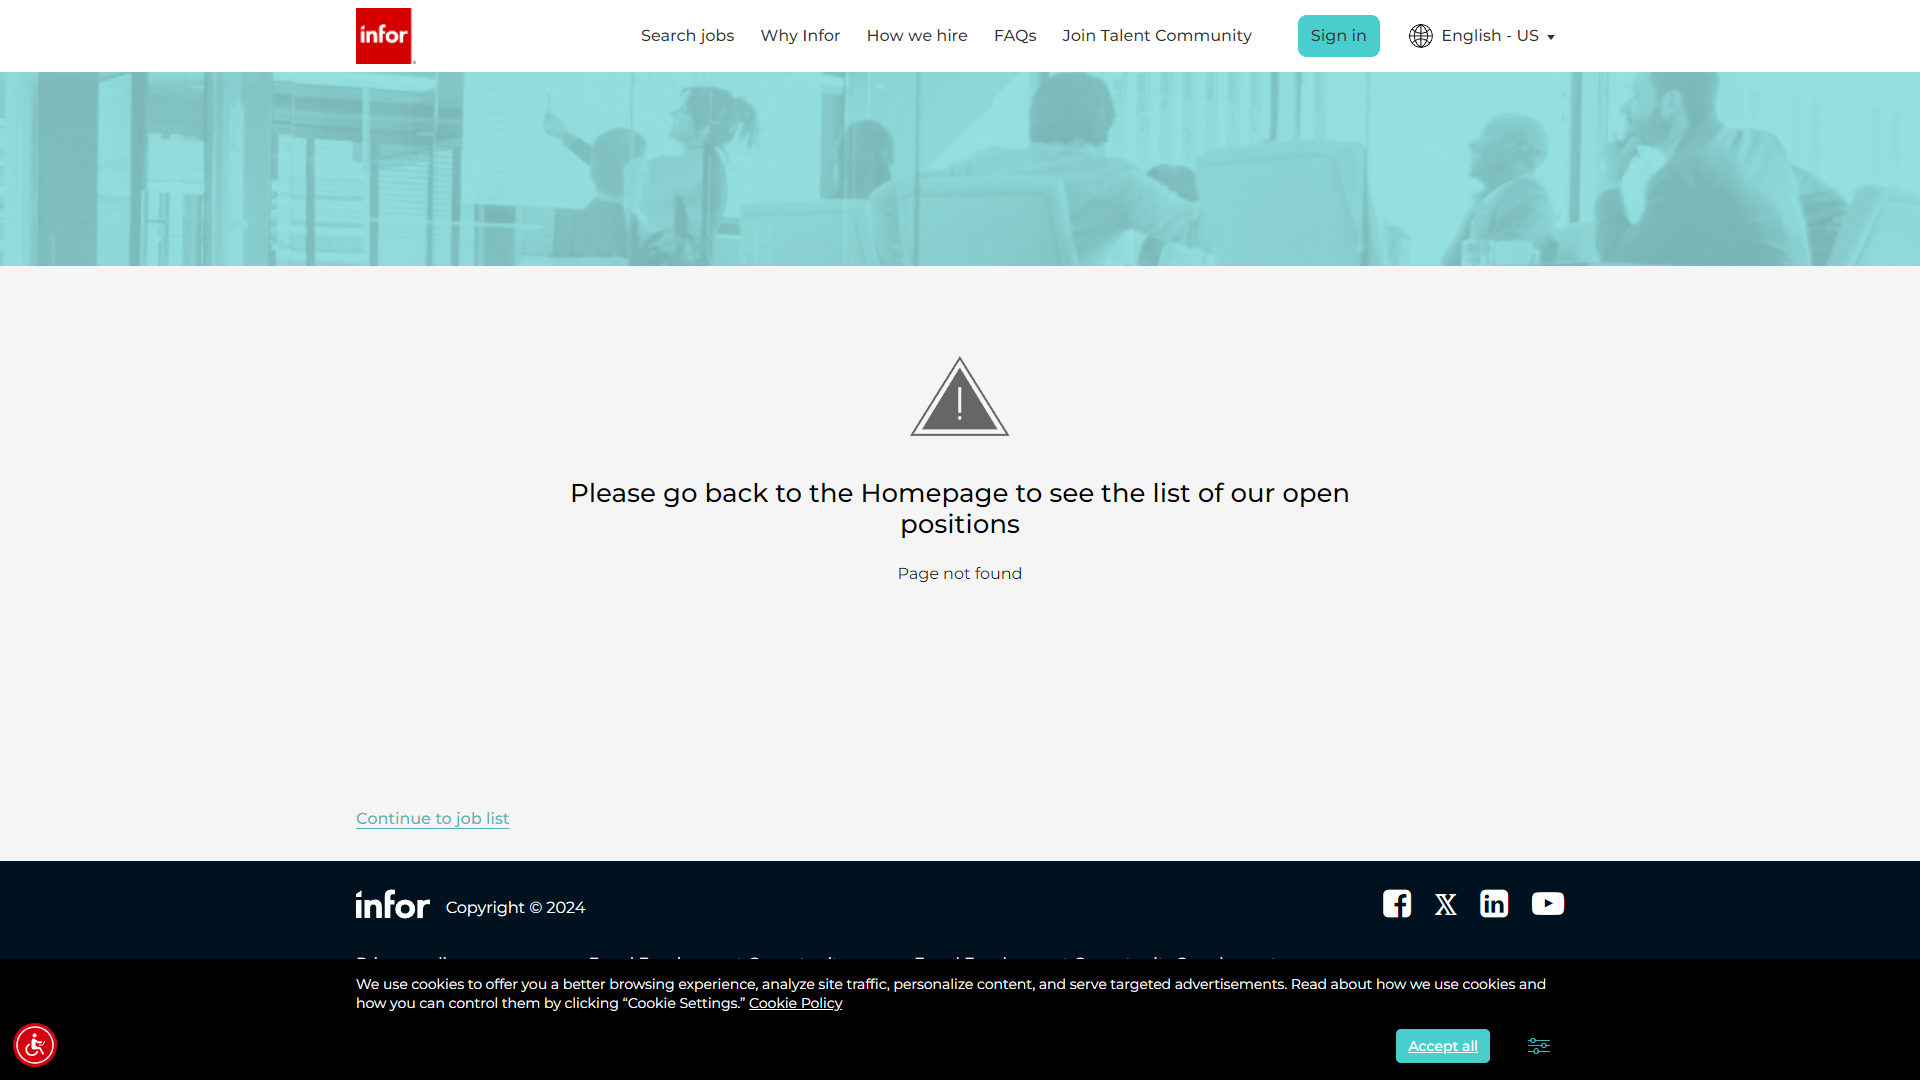 infor
Search jobs
Why Infor
How we hire
FAQs
Join Talent Community
Sign in
English - US
Please go back to the Homepage to see the list of our open
positions
Page not found
Continue to job list
infor
Copyright © 2024
We use cookies to offer you a better browsing experience, analyze site traffic, personalize content, and serve targeted advertisements. Read about how we use cookies and
how you can control them by clicking “Cookie Settings.” Cookie Policy
Accept all